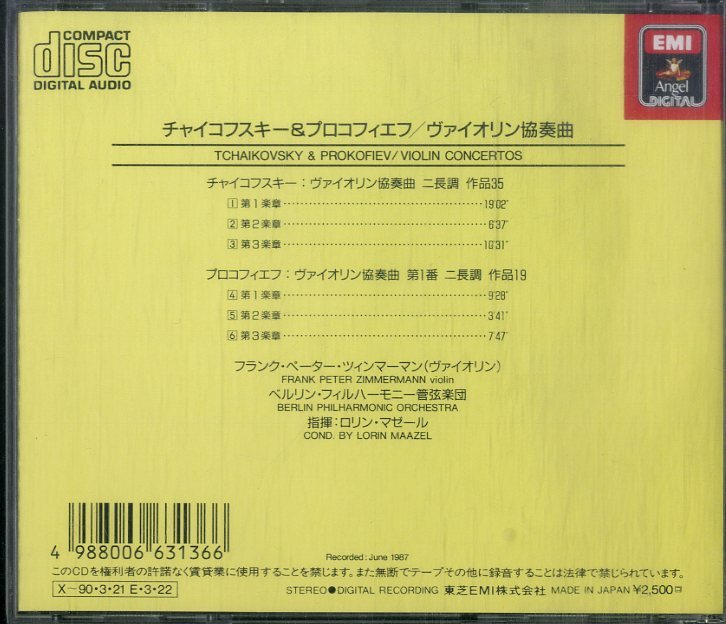 COMPACT
disc
DIGITAL AUDIO
EMI
Angel
DIGITAL
チャイコフスキー&プロコフィエフ/ヴァイオリン協奏曲
TCHAIKOVSKY & PROKOFIEV/VIOLIN CONCERTOS
チャイコフスキー：ヴァイオリン協奏曲 ニ長調 作品35
1 第1楽章 19'02"
2 第2楽章 6'37"
3 第3楽章 10'31"
プロコフィエフ：ヴァイオリン協奏曲 第1番 ニ長調 作品19
4 第1楽章 9'28"
5 第2楽章 3'41"
6 第3楽章 7'47"
フランク・ペーター・ツィンマーマン(ヴァイオリン)
FRANK PETER ZIMMERMANN violin
ベルリン・フィルハーモニー管弦楽団
BERLIN PHILHARMONIC ORCHESTRA
指揮：ロリン・マゼール
COND. BY LORIN MAAZEL
4 988006 631366
Recorded: June 1987
このCDを権利者の許諾なく賃貸業に使用することを禁じます。また無断でテープその他に録音することは法律で禁じられています。
X〜90・3・21 E・3・22
STEREO●DIGITAL RECORDING 東芝EMI株式会社 MADE IN JAPAN ¥2,500